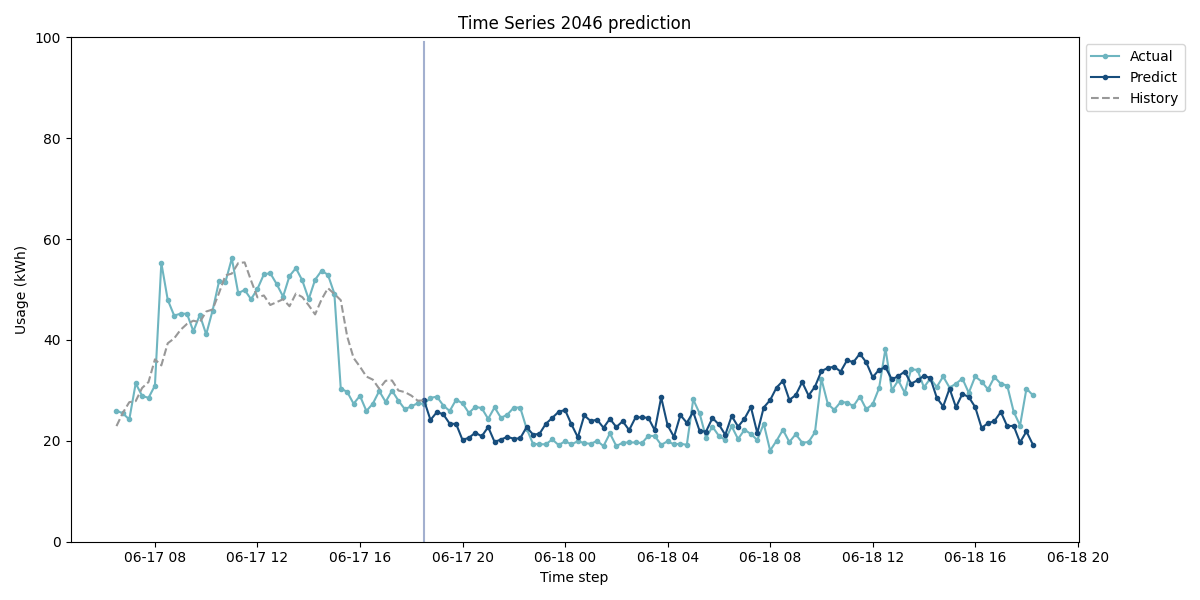 Time Series 2046 prediction
Usage (kWh)
100
80
60
40
20
0
06-17 08
06-17 12
06-17 16
06-17 20
06-18 00
06-18 04
06-18 08
06-18 12
06-18 16
06-18 20
Time step
Actual
Predict
History